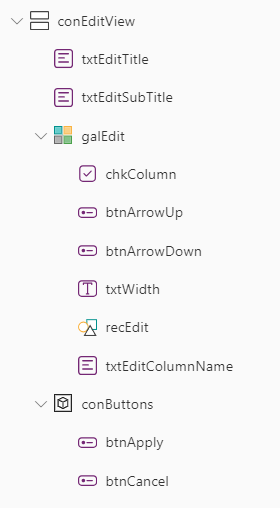 conEditView
txtEditTitle
txtEditSubTitle
galEdit
chkColumn
btnArrowUp
btnArrowDown
txtWidth
recEdit
txtEditColumnName
conButtons
btnApply
btnCancel